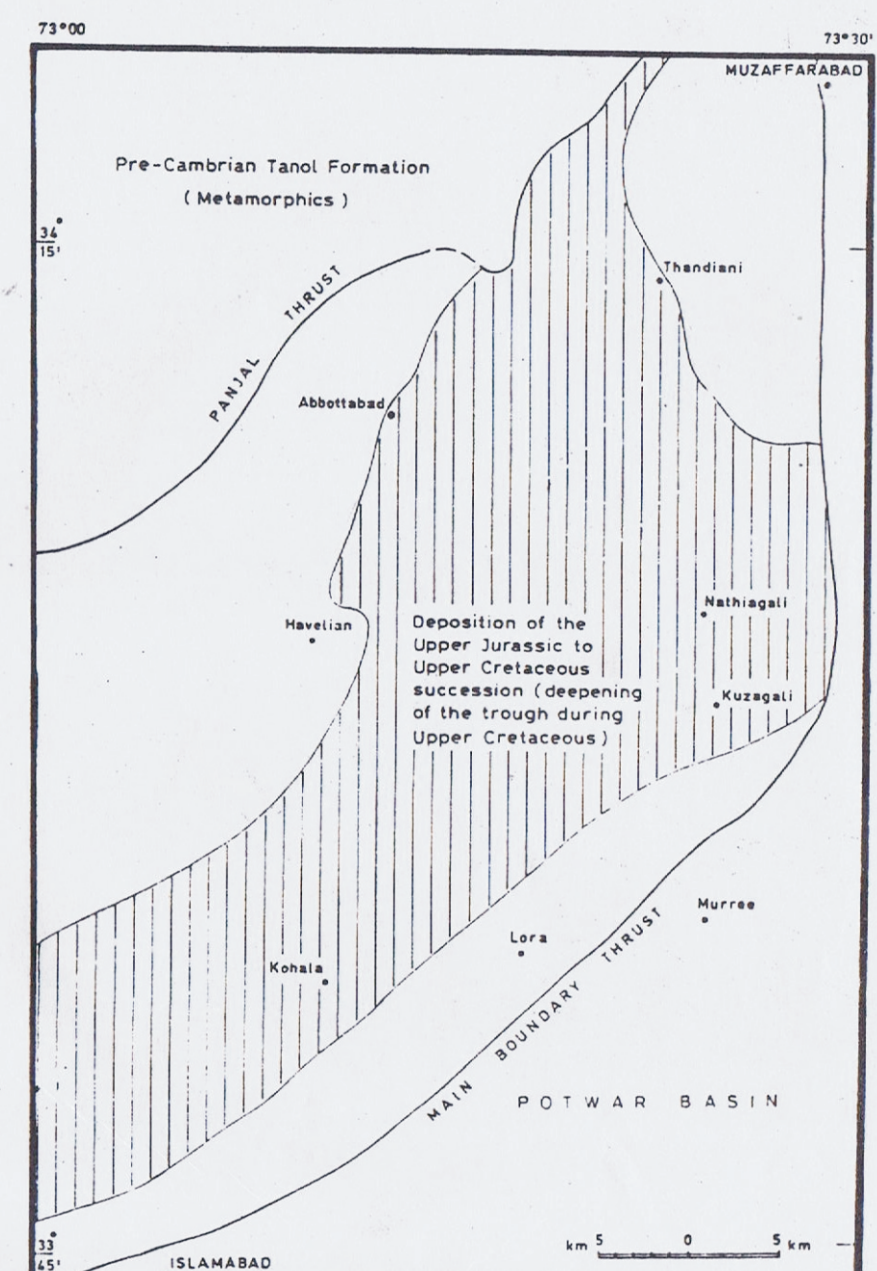 73°00
73°30'
MUZAFFARABAD
Pre-Cambrian Tanol Formation
( Metamorphics )
34°
15'
Thandiani
PANJAL THRUST
Abbottabad
Nathiagali
Havelian
Deposition of the
Upper Jurassic to
Upper Cretaceous
succession ( deepening
of the trough during
Upper Cretaceous )
Kuzagali
Murree
Lora
Kohala
MAIN BOUNDARY THRUST
POTWAR BASIN
33°
45'
ISLAMABAD
km 5 0 5 km